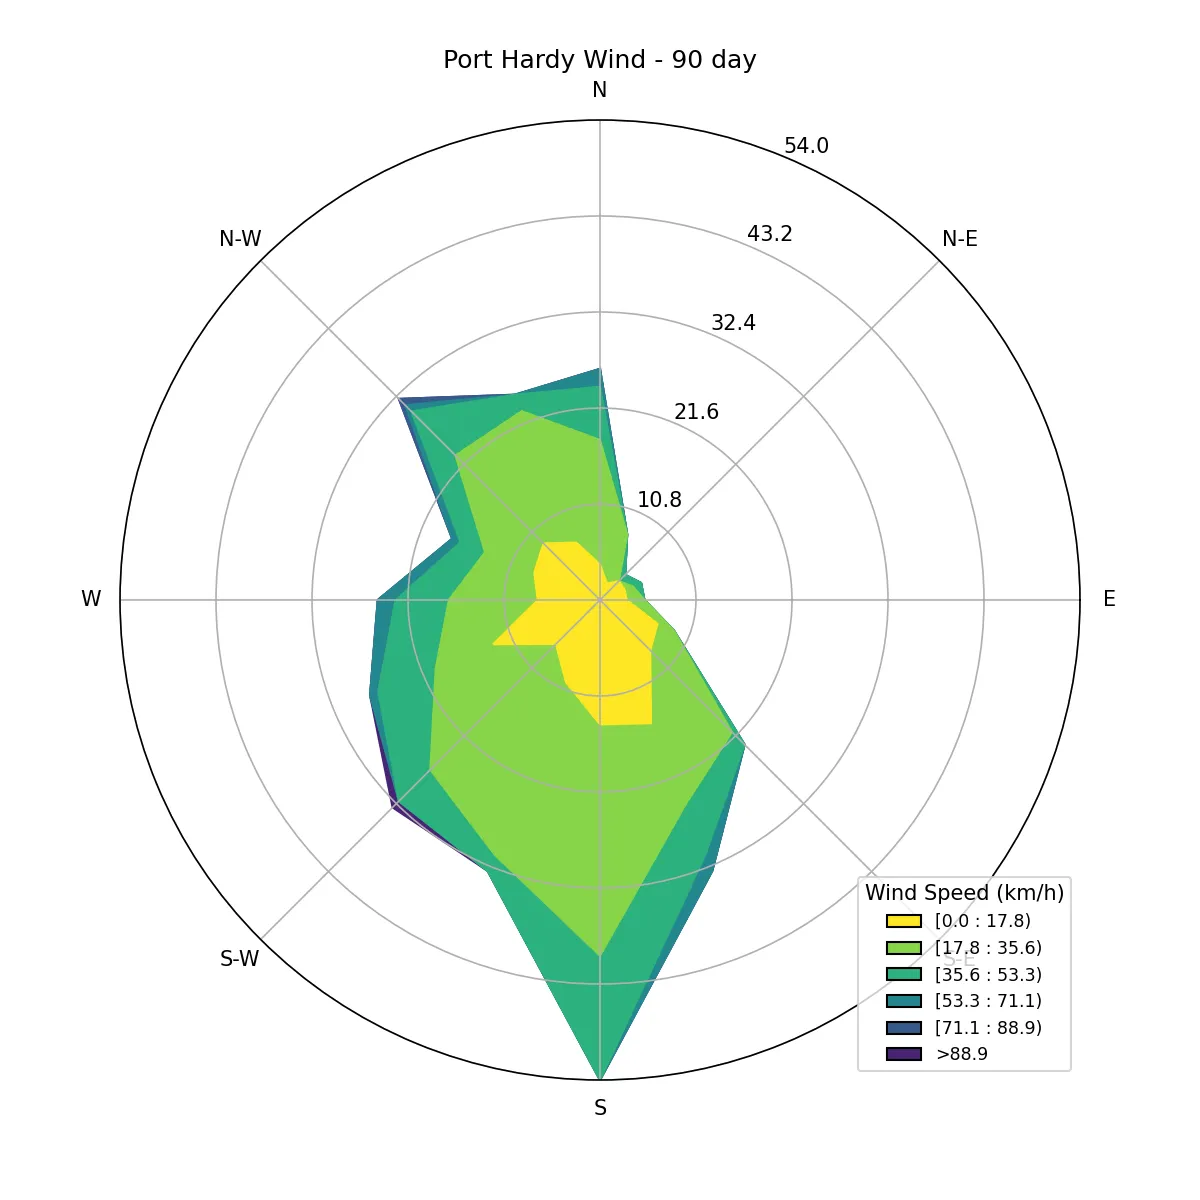 Port Hardy Wind - 90 day
N
54.0
N-W
43.2
N-E
32.4
21.6
10.8
W
E
S-W
S-E
S
Wind Speed (km/h)
[0.0 : 17.8)
[17.8 : 35.6)
[35.6 : 53.3)
[53.3 : 71.1)
[71.1 : 88.9)
>88.9